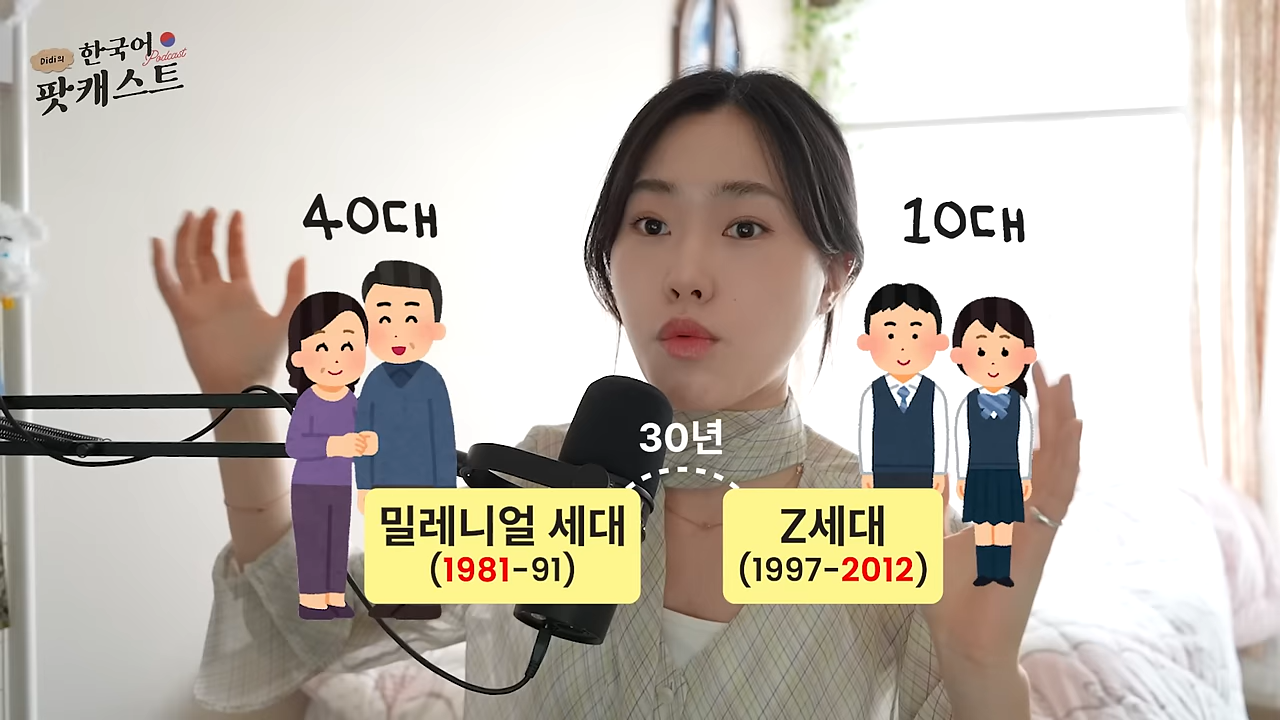 Didi의
한국어
Podcast
팟캐스트
40대
10대
30년
밀레니얼 세대
(1981-91)
Z세대
(1997-2012)